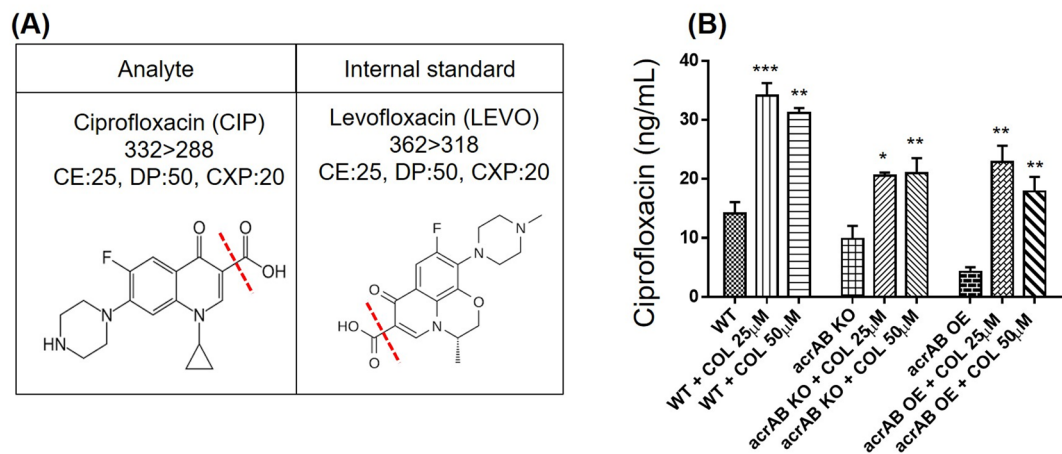 (A)
Analyte
Internal standard
Ciprofloxacin (CIP)
332>288
CE:25, DP:50, CXP:20
Levofloxacin (LEVO)
362>318
CE:25, DP:50, CXP:20
F
O
O
OH
N
N
HN
F
N
N
CH₃
O
O
HO
O
N
(B)
Ciprofloxacin (ng/mL)
40
30
20
10
0
***
**
*
**
**
**
WT
WT + COL 25μM
WT + COL 50μM
acrAB KO
acrAB KO + COL 25μM
acrAB KO + COL 50μM
acrAB OE
acrAB OE + COL 25μM
acrAB OE + COL 50μM